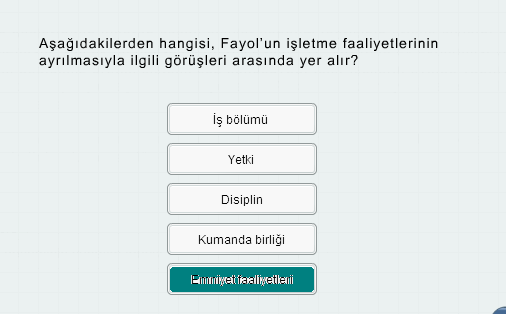 Aşağıdakilerden hangisi, Fayol'un işletme faaliyetlerinin
ayrılmasıyla ilgili görüşleri arasında yer alır?
İş bölümü
Yetki
Disiplin
Kumanda birliği
Emniyet faaliyetleri